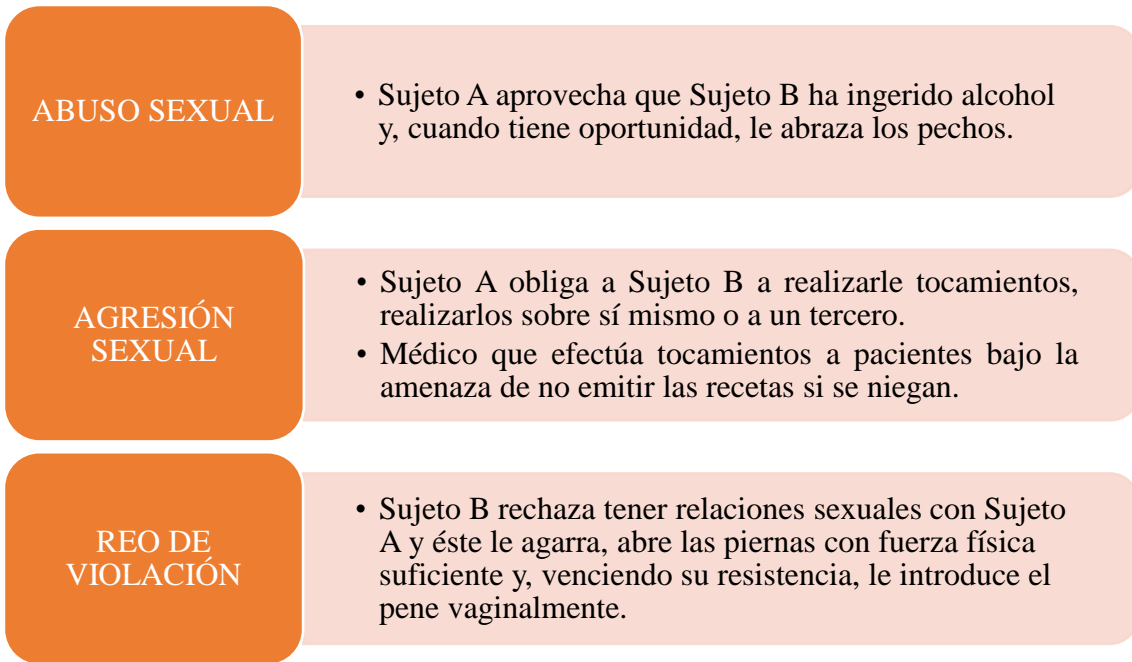 ABUSO SEXUAL
• Sujeto A aprovecha que Sujeto B ha ingerido alcohol
y, cuando tiene oportunidad, le abraza los pechos.
AGRESIÓN
SEXUAL
• Sujeto A obliga a Sujeto B a realizarle tocamientos,
realizarlos sobre sí mismo o a un tercero.
• Médico que efectúa tocamientos a pacientes bajo la
amenaza de no emitir las recetas si se niegan.
REO DE
VIOLACIÓN
• Sujeto B rechaza tener relaciones sexuales con Sujeto
A y éste le agarra, abre las piernas con fuerza física
suficiente y, venciendo su resistencia, le introduce el
pene vaginalmente.